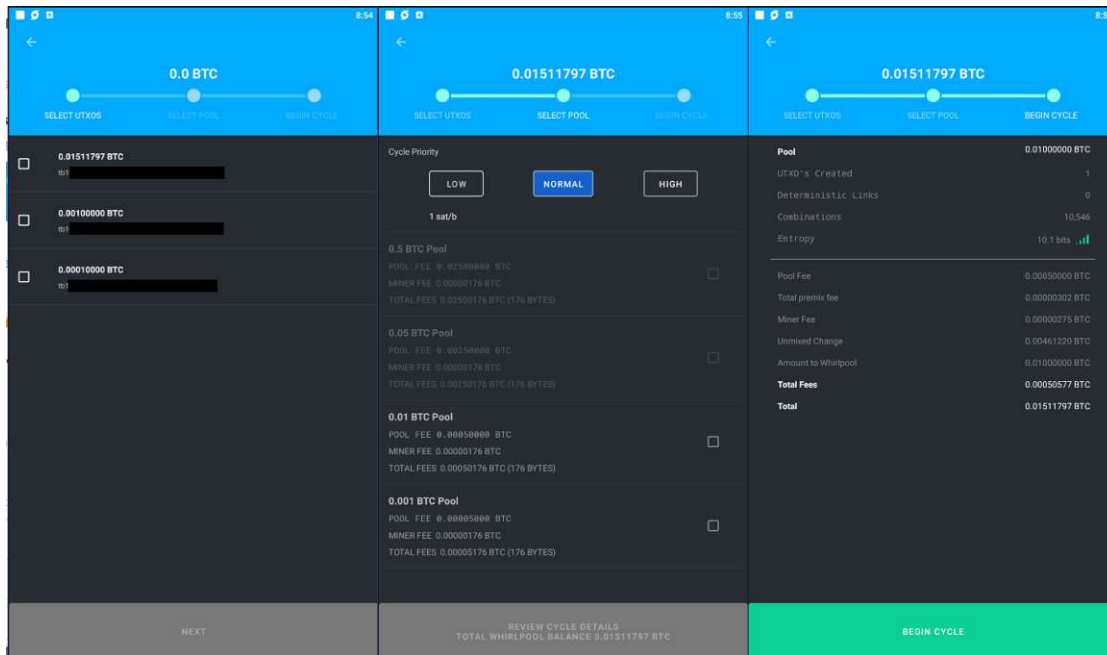 8:54
0.0 BTC
SELECT UTXOS
SELECT POOL
BEGIN CYCLE
0.01511797 BTC
tb1
0.00100000 BTC
tb1
0.00010000 BTC
tb1
NEXT
8:55
0.01511797 BTC
SELECT UTXOS
SELECT POOL
BEGIN CYCLE
Cycle Priority
LOW
NORMAL
HIGH
1 sat/b
0.5 BTC Pool
POOL FEE 0.02500000 BTC
MINER FEE 0.00000176 BTC
TOTAL FEES 0.02500176 BTC (176 BYTES)
0.05 BTC Pool
POOL FEE 0.00250000 BTC
MINER FEE 0.00000176 BTC
TOTAL FEES 0.00250176 BTC (176 BYTES)
0.01 BTC Pool
POOL FEE 0.00050000 BTC
MINER FEE 0.00000176 BTC
TOTAL FEES 0.00050176 BTC (176 BYTES)
0.001 BTC Pool
POOL FEE 0.00005000 BTC
MINER FEE 0.00000176 BTC
TOTAL FEES 0.00005176 BTC (176 BYTES)
REVIEW CYCLE DETAILS
TOTAL WHIRLPOOL BALANCE 0.01511797 BTC
0.01511797 BTC
SELECT UTXOS
SELECT POOL
BEGIN CYCLE
Pool 0.01000000 BTC
UTXO's Created 1
Deterministic Links 0
Combinations 10,546
Entropy 10.1 bits
Pool Fee 0.00050000 BTC
Total premix fee 0.00000302 BTC
Miner Fee 0.00000275 BTC
Unmixed Change 0.00461220 BTC
Amount to Whirlpool 0.01000000 BTC
Total Fees 0.00050577 BTC
Total 0.01511797 BTC
BEGIN CYCLE